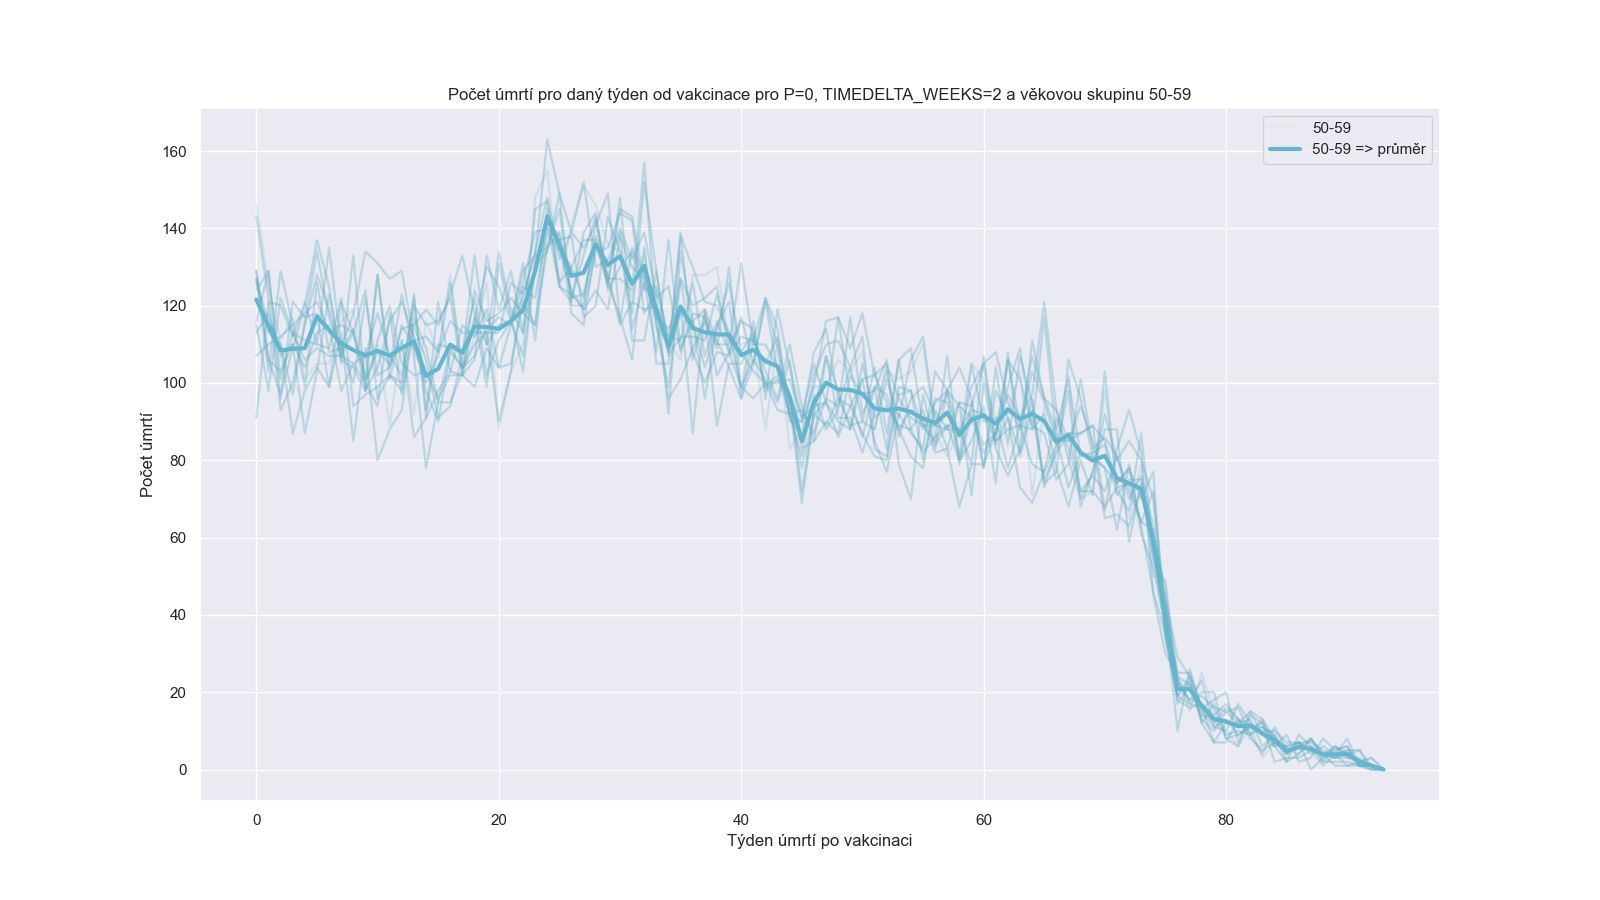 Počet úmrtí pro daný týden od vakcinace pro P=0, TIMEDELTA_WEEKS=2 a věkovou skupinu 50-59
50-59
50-59 => průměr
160
140
120
100
80
60
40
20
0
Počet úmrtí
0 20 40 60 80
Týden úmrtí po vakcinaci